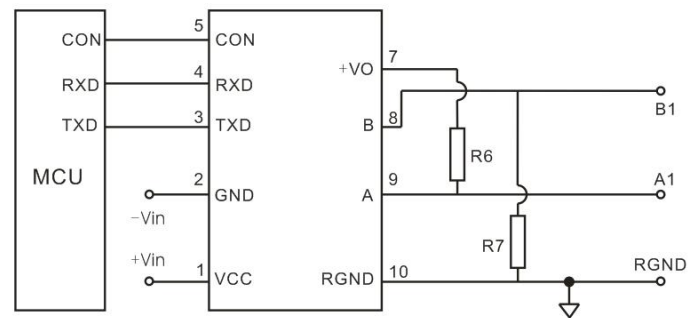 CON 5 CON
RXD 4 RXD
TXD 3 TXD
MCU
2 GND
-Vin
+Vin
1 VCC
+VO 7
B 8
B1
R6
A 9
A1
R7
RGND 10
RGND